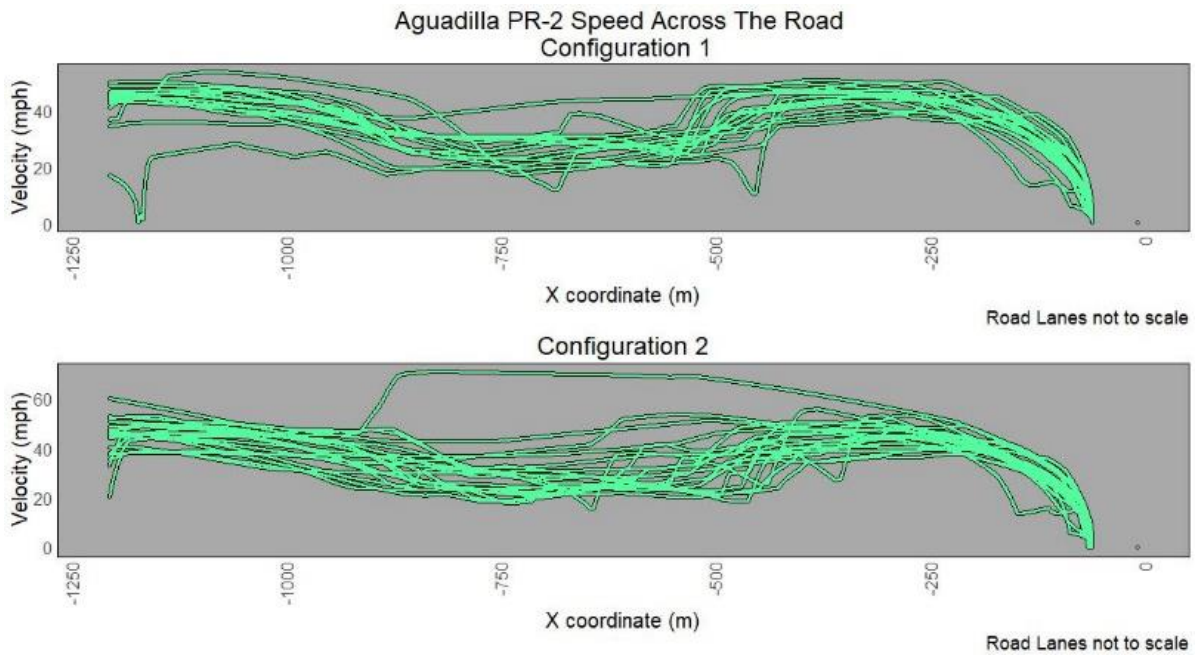 Aguadilla PR-2 Speed Across The Road
Configuration 1
Velocity (mph)
40
20
0
-1250
-1000
-750
-500
-250
0
X coordinate (m)
Road Lanes not to scale
Configuration 2
Velocity (mph)
60
40
20
0
-1250
-1000
-750
-500
-250
0
X coordinate (m)
Road Lanes not to scale